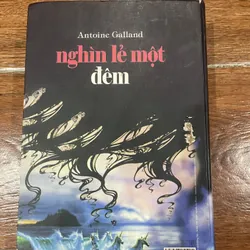 Antoine Galland
nghìn lẻ một
đêm